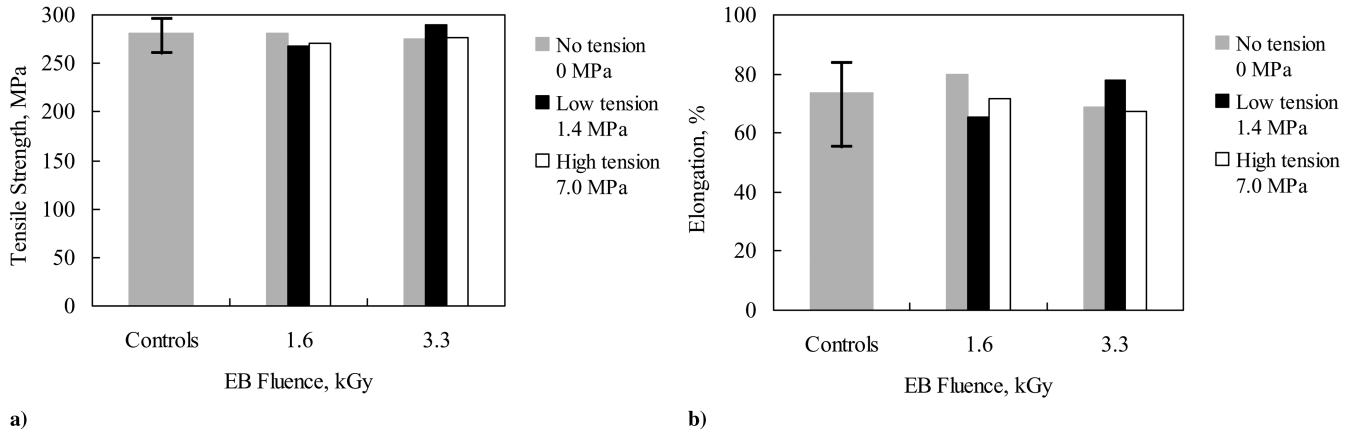 300
250
200
150
100
50
0
Tensile Strength, MPa
Controls
1.6
3.3
EB Fluence, kGy
No tension
0 MPa
Low tension
1.4 MPa
High tension
7.0 MPa
a)
100
80
60
40
20
0
Elongation, %
Controls
1.6
3.3
EB Fluence, kGy
No tension
0 MPa
Low tension
1.4 MPa
High tension
7.0 MPa
b)